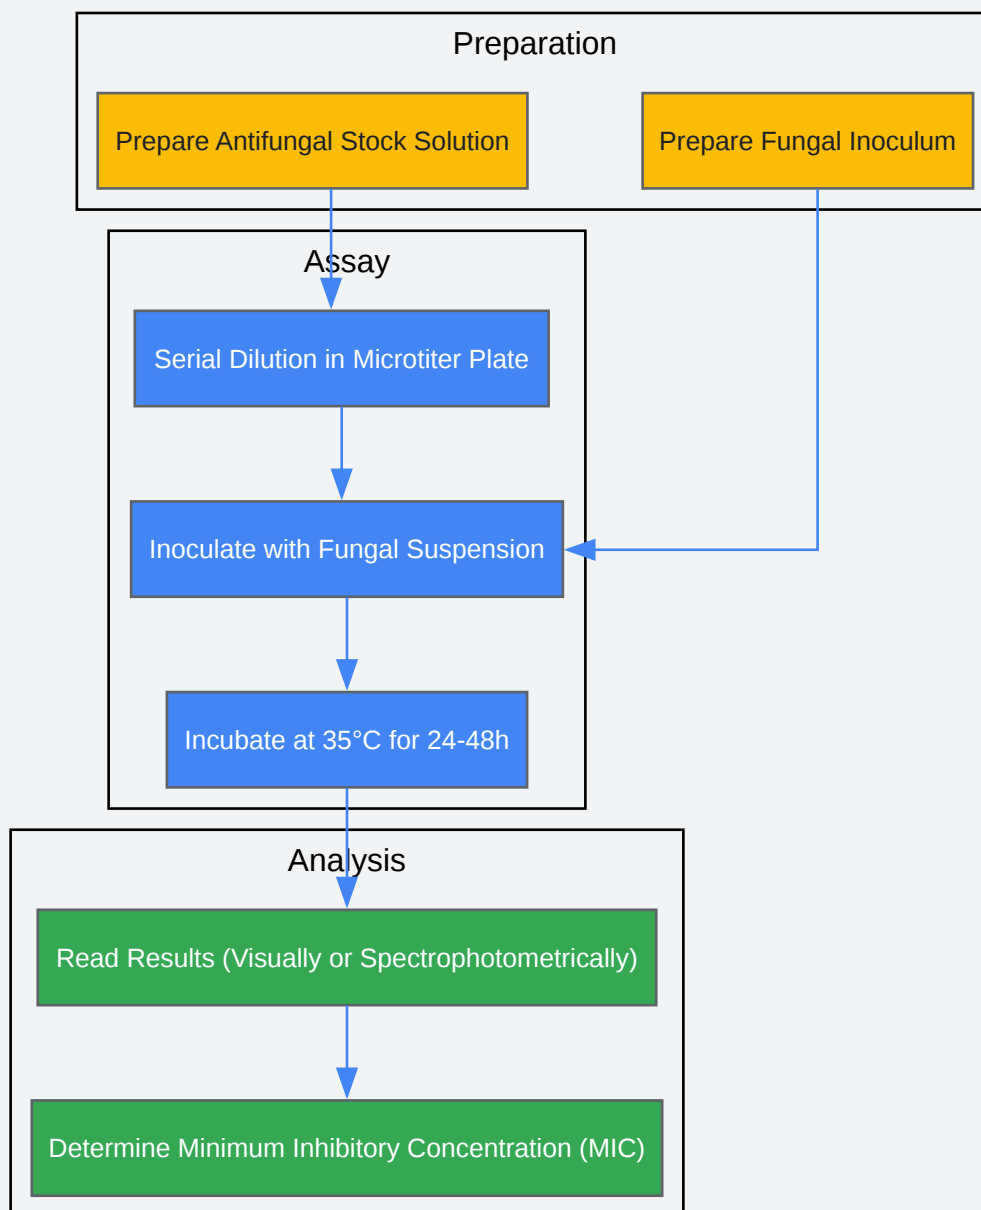 Preparation
Prepare Antifungal Stock Solution
Prepare Fungal Inoculum
Assay
Serial Dilution in Microtiter Plate
Inoculate with Fungal Suspension
Incubate at 35°C for 24-48h
Analysis
Read Results (Visually or Spectrophotometrically)
Determine Minimum Inhibitory Concentration (MIC)